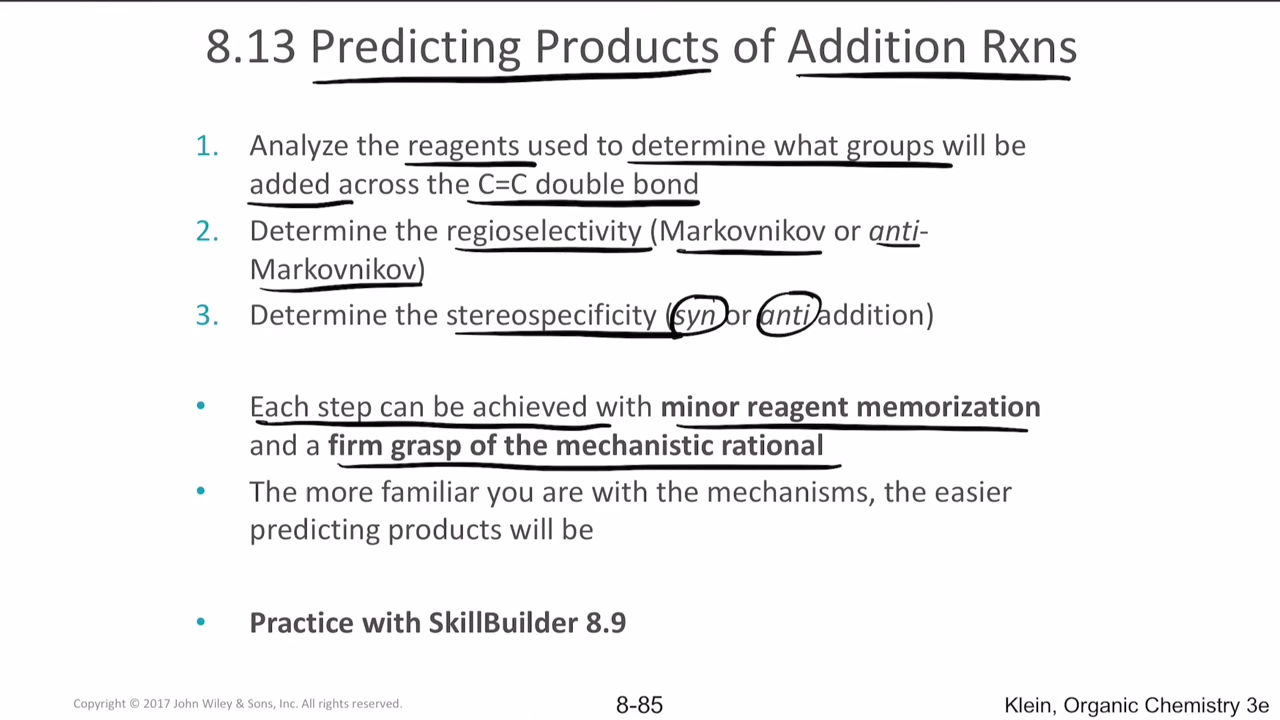 8.13 Predicting Products of Addition Rxns
1. Analyze the reagents used to determine what groups will be
added across the C=C double bond
2. Determine the regioselectivity (Markovnikov or anti-
Markovnikov)
3. Determine the stereospecificity (syn or anti addition)
• Each step can be achieved with minor reagent memorization
and a firm grasp of the mechanistic rational
• The more familiar you are with the mechanisms, the easier
predicting products will be
• Practice with SkillBuilder 8.9
Copyright © 2017 John Wiley & Sons, Inc. All rights reserved.
8-85
Klein, Organic Chemistry 3e